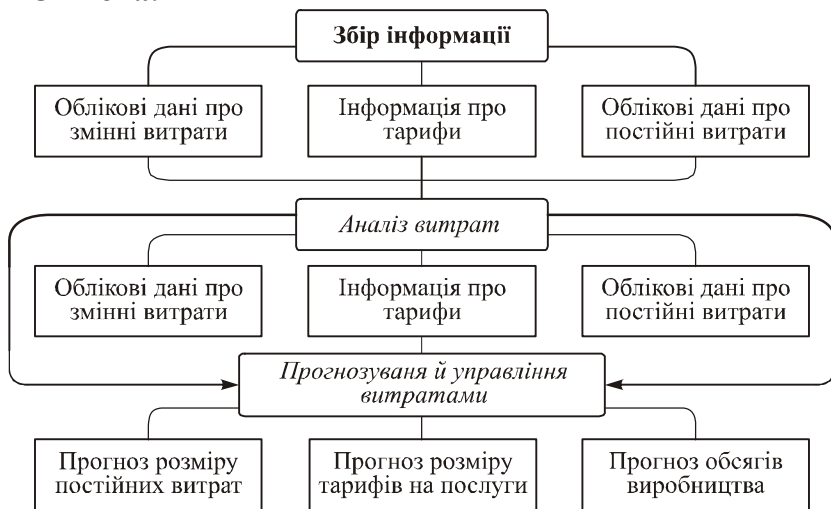 Збір інформації
Облікові дані про
змінні витрати
Інформація про
тарифи
Облікові дані про
постійні витрати
Аналіз витрат
Облікові дані про
змінні витрати
Інформація про
тарифи
Облікові дані про
постійні витрати
Прогнозуваня й управління
витратами
Прогноз розміру
постійних витрат
Прогноз розміру
тарифів на послуги
Прогноз обсягів
виробництва